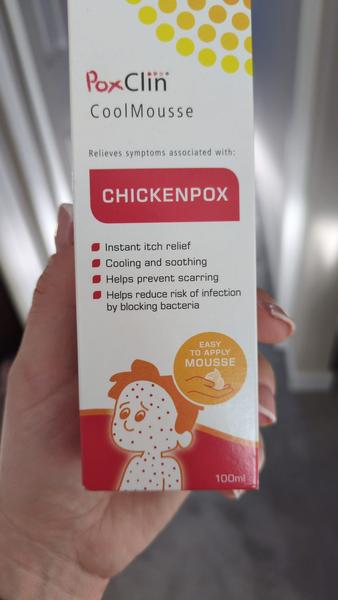 PoxClin
CoolMousse
Relieves symptoms associated with:
CHICKENPOX
Instant itch relief
Cooling and soothing
Helps prevent scarring
Helps reduce risk of infection
by blocking bacteria
EASY
TO APPLY
MOUSSE
100ml